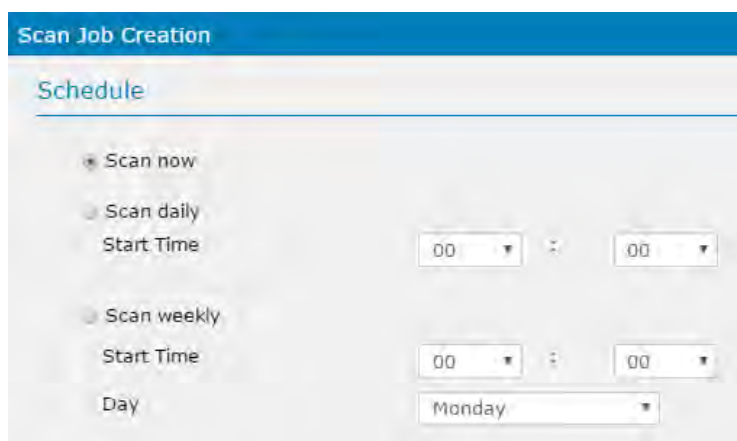 Scan Job Creation
Schedule
Scan now
Scan daily
Start Time 00 : 00
Scan weekly
Start Time 00 : 00
Day Monday